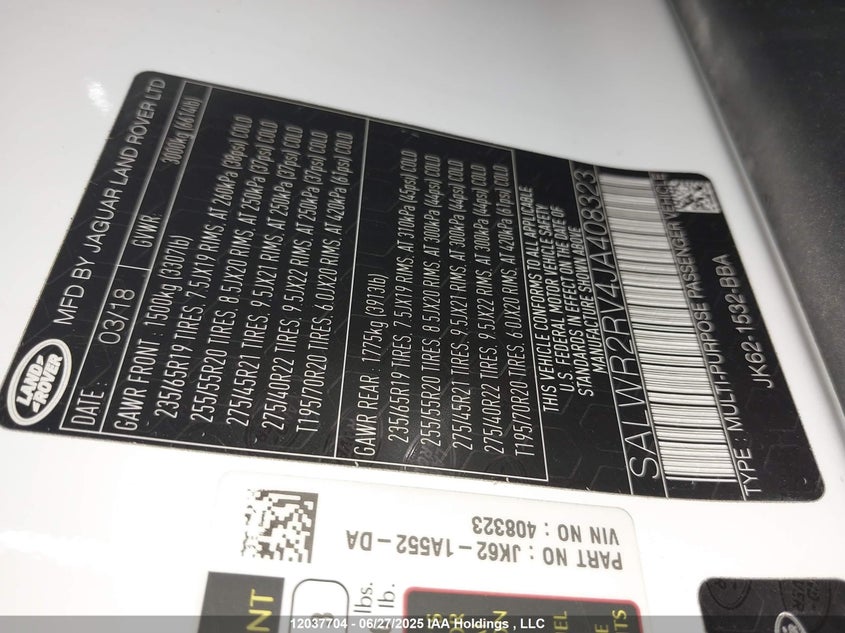 LAND
ROVER
MFD BY JAGUAR LAND ROVER LTD
DATE: 03/18 GVWR: 3000kg (6614lb)
GAWR FRONT : 1500kg (3307lb)
235/65R19 TIRES. 7.5JX19 RIMS. AT 260kPa (38psi) COLD
255/55R20 TIRES. 8.5JX20 RIMS. AT 250kPa (37psi) COLD
275/45R21 TIRES. 9.5JX21 RIMS. AT 250kPa (37psi) COLD
275/40R22 TIRES. 9.5JX22 RIMS. AT 250kPa (37psi) COLD
T195/70R20 TIRES. 6.0JX20 RIMS. AT 420kPa (61psi) COLD
GAWR REAR : 1775kg (3913lb)
235/65R19 TIRES. 7.5JX19 RIMS. AT 310kPa (45psi) COLD
255/55R20 TIRES. 8.5JX20 RIMS. AT 300kPa (44psi) COLD
275/45R21 TIRES. 9.5JX21 RIMS. AT 300kPa (44psi) COLD
275/40R22 TIRES. 9.5JX22 RIMS. AT 300kPa (44psi) COLD
T195/70R20 TIRES. 6.0JX20 RIMS. AT 420kPa (61psi) COLD
THIS VEHICLE CONFORMS TO ALL APPLICABLE
U.S. FEDERAL MOTOR VEHICLE SAFETY
STANDARDS IN EFFECT ON THE DATE OF
MANUFACTURE SHOWN ABOVE.
SALWR2RV4JA408323
TYPE : MULTI-PURPOSE PASSENGER VEHICLE
JK62-1532-BBA
PART NO : JK62-1A552-DA
VIN NO : 408323
lbs.
lb.
12037704 - 06/27/2025 IAA Holdings , LLC